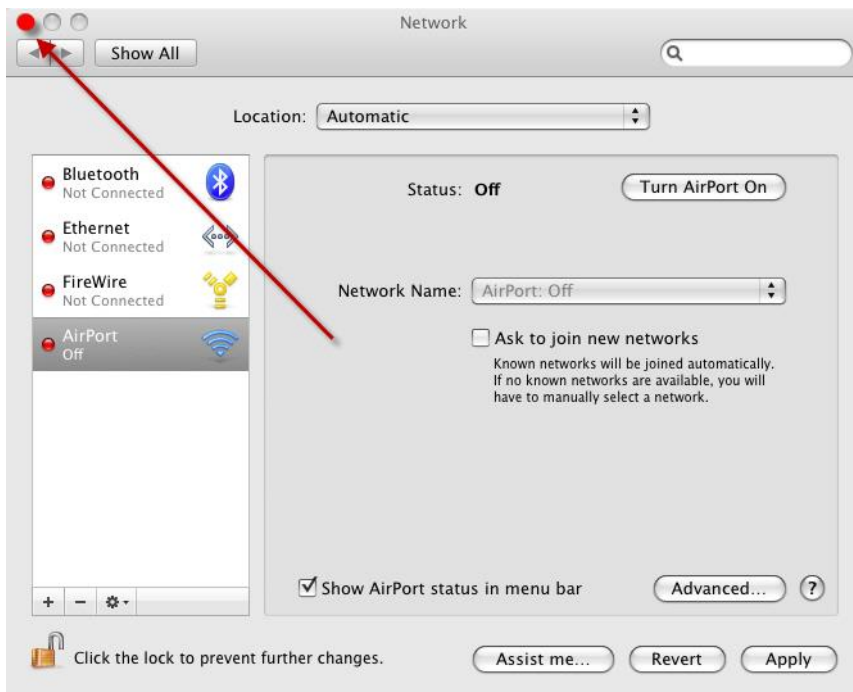 Network
Show All
Location: Automatic
Bluetooth
Not Connected
Ethernet
Not Connected
FireWire
Not Connected
AirPort
Off
Status: Off
Turn AirPort On
Network Name: AirPort: Off
Ask to join new networks
Known networks will be joined automatically.
If no known networks are available, you will
have to manually select a network.
Show AirPort status in menu bar
Advanced...
?
Click the lock to prevent further changes.
Assist me...
Revert
Apply